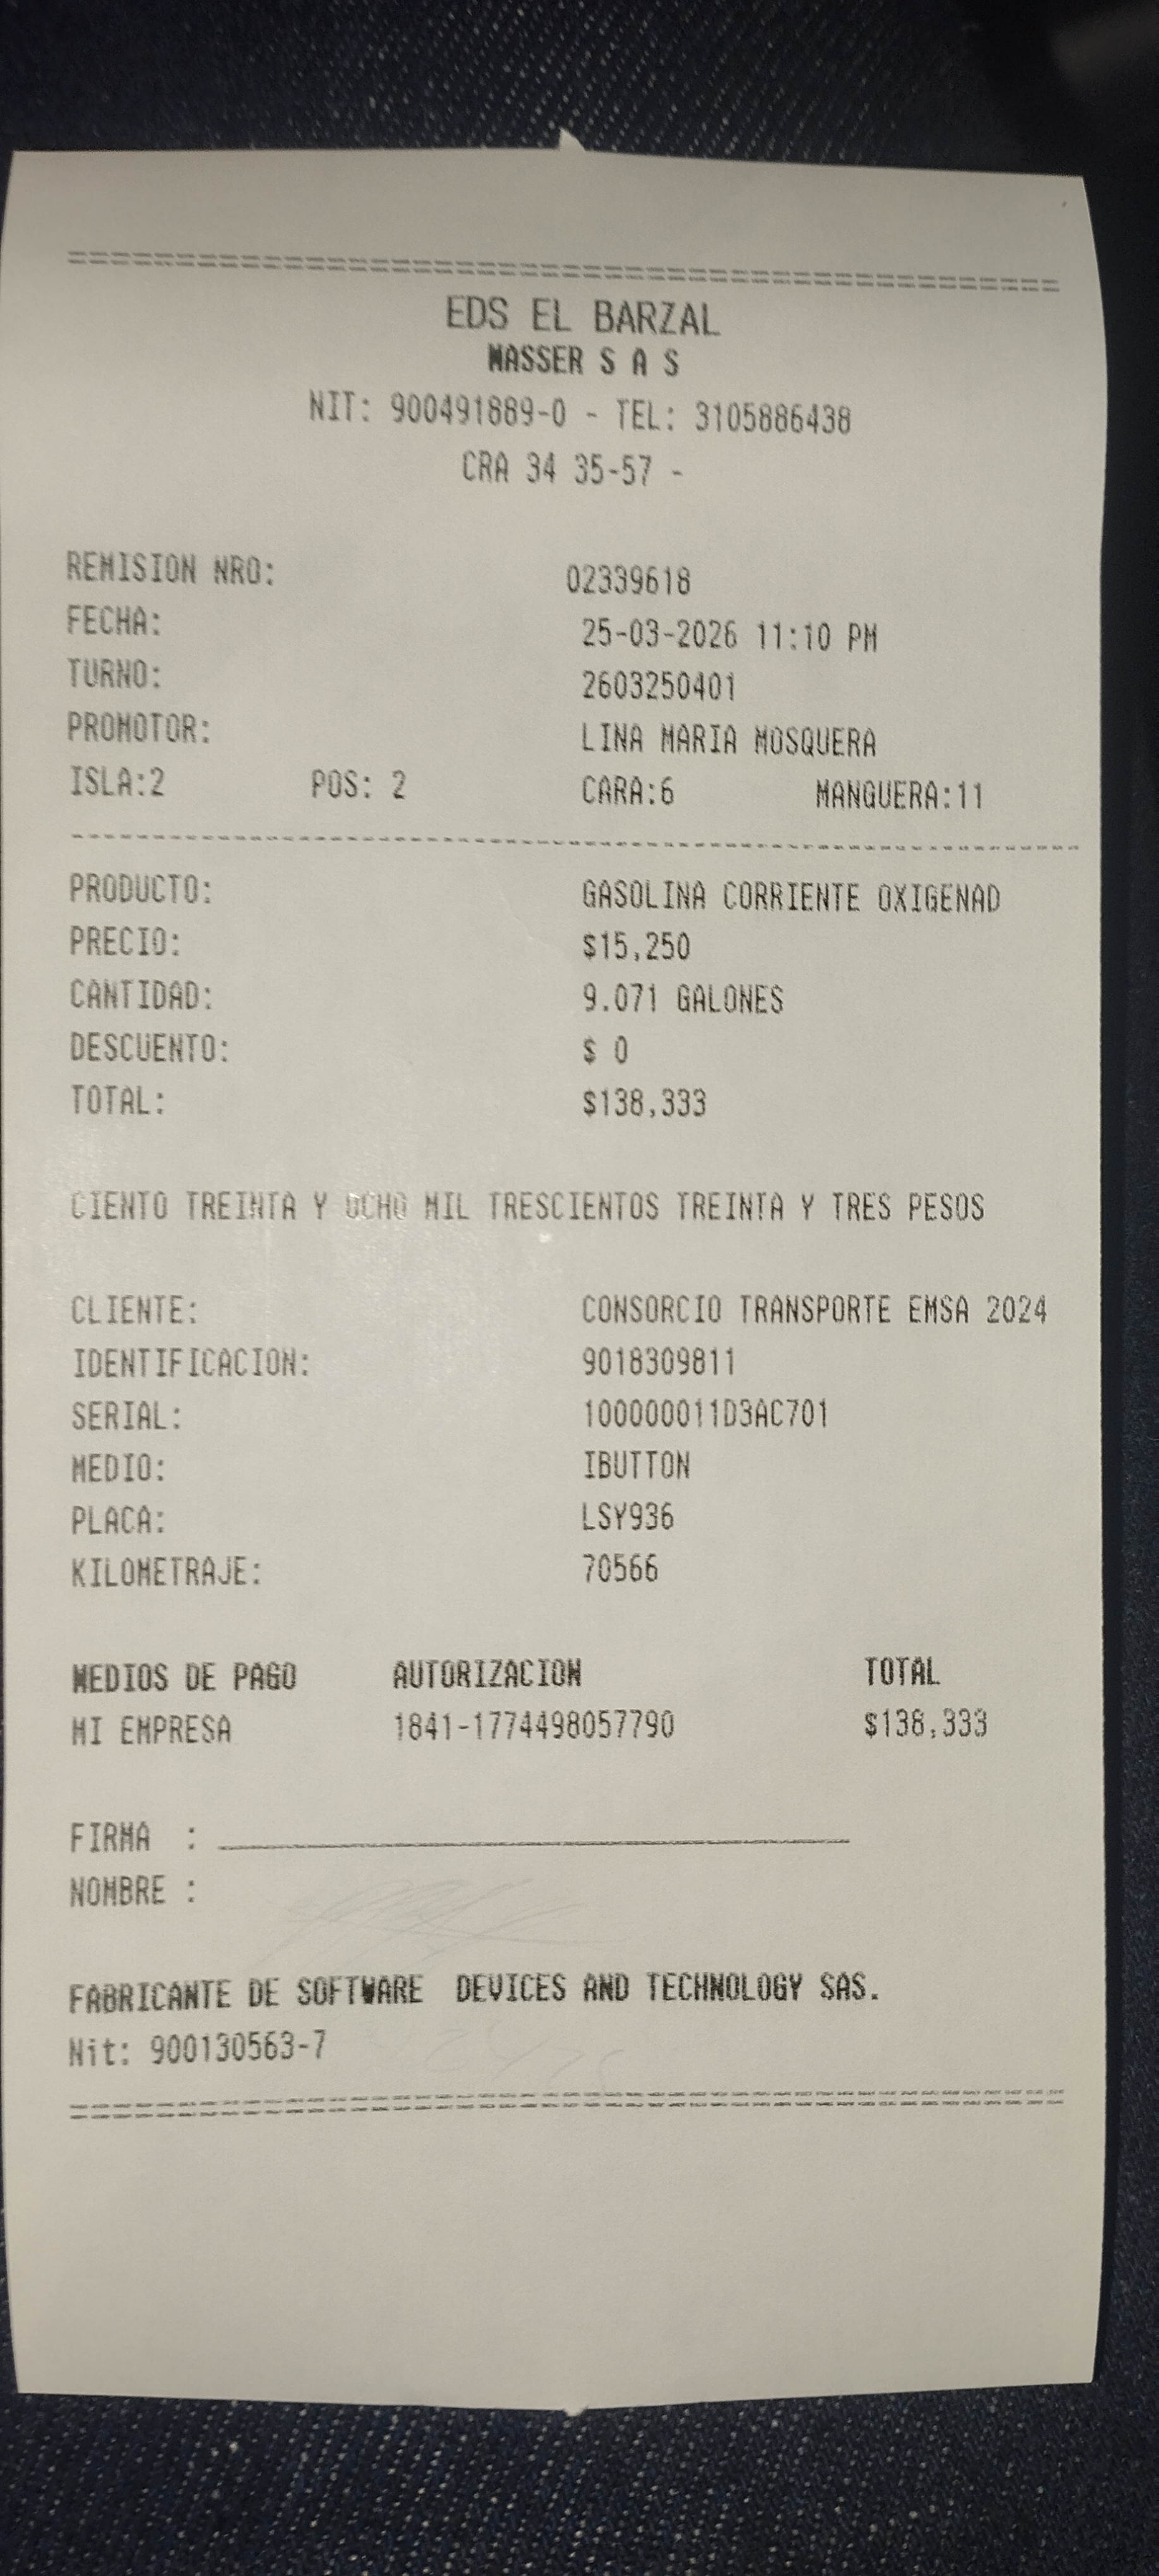 EDS EL BARZAL
MASSER S A S
NIT: 900491889-0 - TEL: 3105886438
CRA 34 35-57 -
REMISION NRO: 02339618
FECHA: 25-03-2026 11:10 PM
TURNO: 2603250401
PROMOTOR: LINA MARIA MOSQUERA
ISLA:2 POS: 2 CARA:6 MANGUERA:11
PRODUCTO: GASOLINA CORRIENTE OXIGENAD
PRECIO: $15,250
CANTIDAD: 9.071 GALONES
DESCUENTO: $ 0
TOTAL: $138,333
CIENTO TREINTA Y OCHO MIL TRESCIENTOS TREINTA Y TRES PESOS
CLIENTE: CONSORCIO TRANSPORTE EMSA 2024
IDENTIFICACION: 9018309811
SERIAL: 100000011D3AC701
MEDIO: IBUTTON
PLACA: LSY936
KILOMETRAJE: 70566
MEDIOS DE PAGO AUTORIZACION TOTAL
MI EMPRESA 1841-1774498057790 $138,333
FIRMA :
NOMBRE :
FABRICANTE DE SOFTWARE DEVICES AND TECHNOLOGY SAS.
Nit: 900130563-7